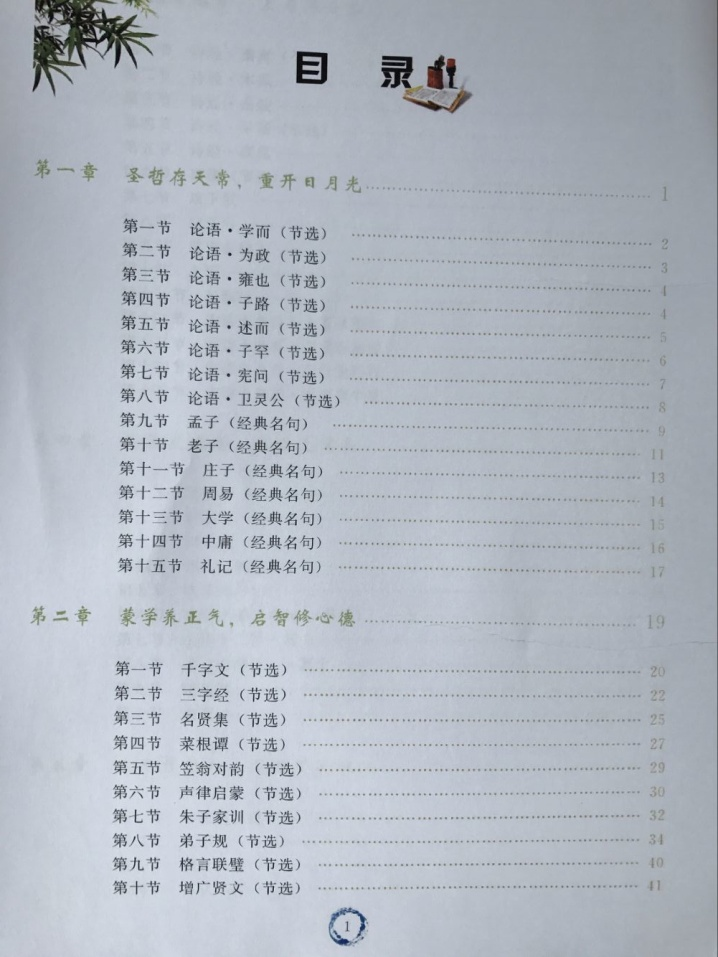 目 录
第一章 圣哲存天常，重开日月光……………………1
第一节 论语·学而（节选）……………………2
第二节 论语·为政（节选）……………………3
第三节 论语·雍也（节选）……………………4
第四节 论语·子路（节选）……………………4
第五节 论语·述而（节选）……………………5
第六节 论语·子罕（节选）……………………6
第七节 论语·宪问（节选）……………………7
第八节 论语·卫灵公（节选）……………………8
第九节 孟子（经典名句）……………………9
第十节 老子（经典名句）……………………11
第十一节 庄子（经典名句）……………………13
第十二节 周易（经典名句）……………………14
第十三节 大学（经典名句）……………………15
第十四节 中庸（经典名句）……………………16
第十五节 礼记（经典名句）……………………17
第二章 蒙学养正气，启智修心德……………………19
第一节 千字文（节选）……………………20
第二节 三字经（节选）……………………22
第三节 名贤集（节选）……………………25
第四节 菜根谭（节选）……………………27
第五节 笠翁对韵（节选）……………………29
第六节 声律启蒙（节选）……………………30
第七节 朱子家训（节选）……………………32
第八节 弟子规（节选）……………………34
第九节 格言联璧（节选）……………………40
第十节 增广贤文（节选）……………………41
1